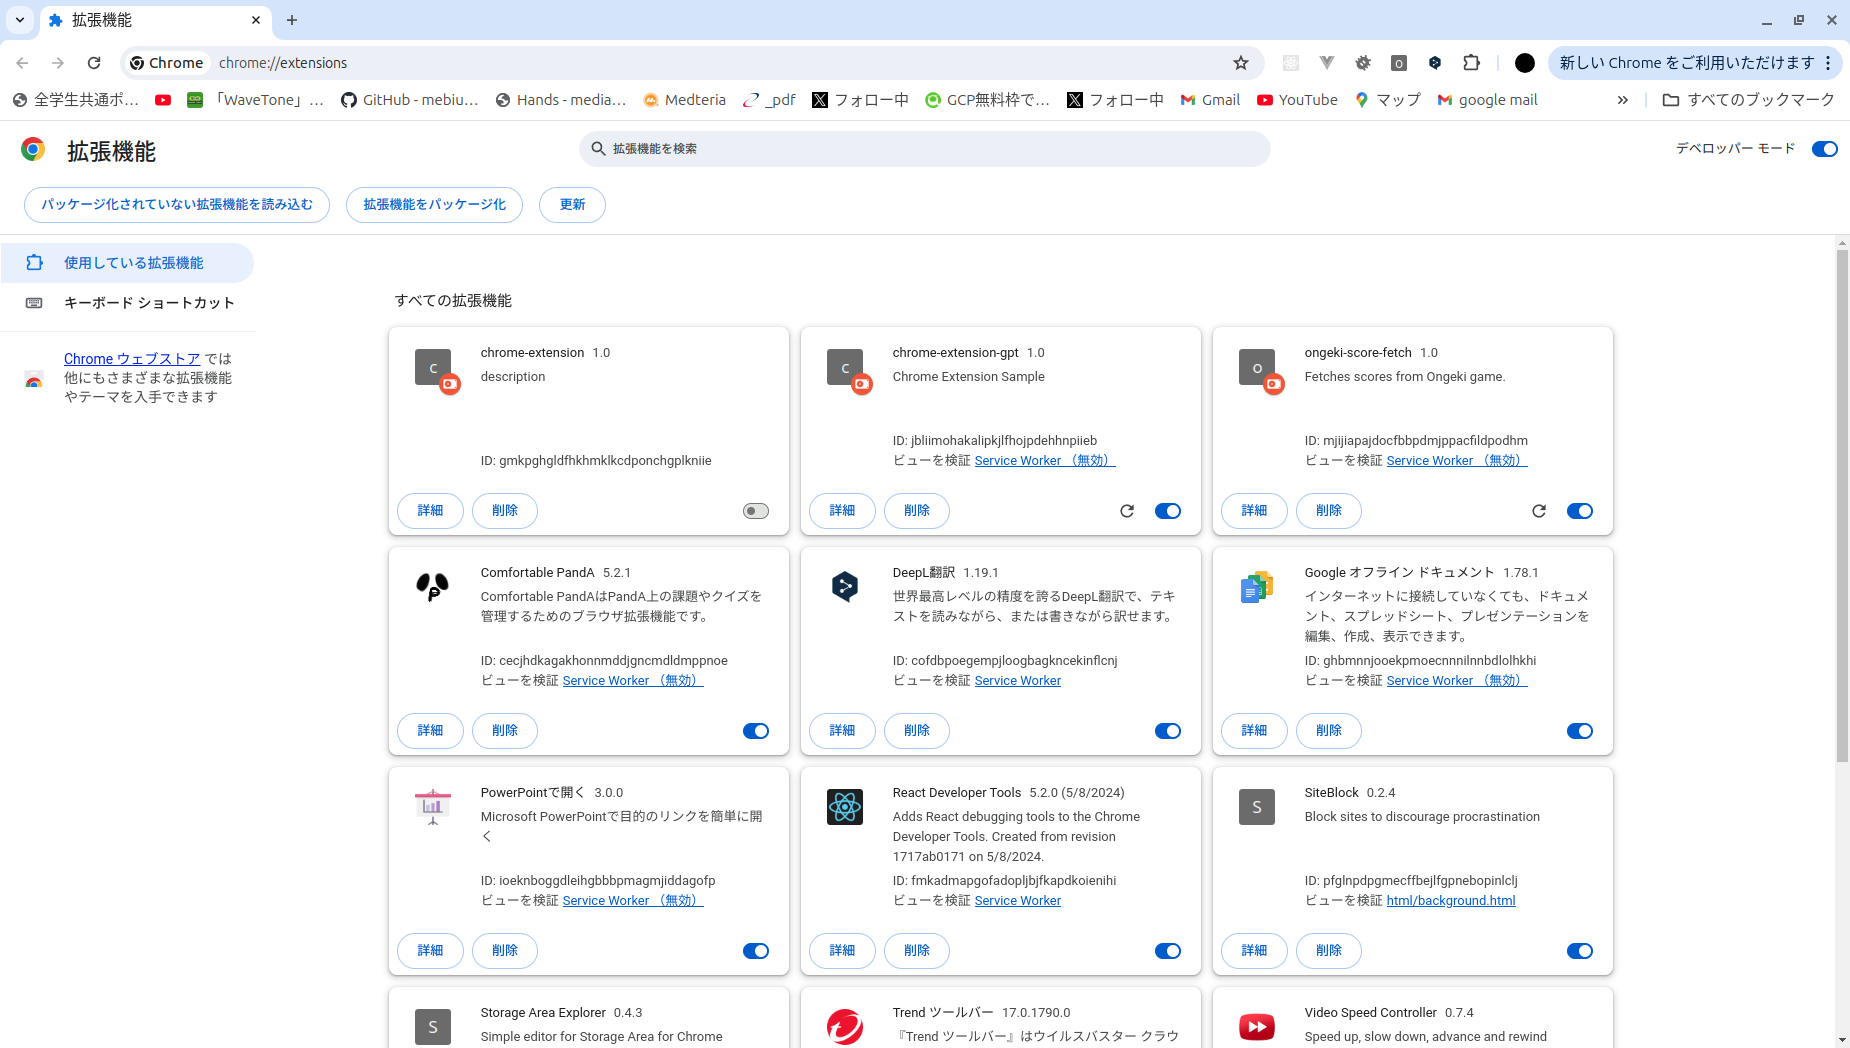 拡張機能
Chrome
chrome://extensions
新しい Chrome をご利用いただけます
全学生共通ポ…
「WaveTone」…
GitHub - mebiu…
Hands - media…
Medteria
_pdf
フォロー中
GCP無料枠で…
フォロー中
Gmail
YouTube
マップ
google mail
すべてのブックマーク
拡張機能
拡張機能を検索
デベロッパー モード
パッケージ化されていない拡張機能を読み込む
拡張機能をパッケージ化
更新
使用している拡張機能
キーボード ショートカット
Chrome ウェブストア では
他にもさまざまな拡張機能
やテーマを入手できます
すべての拡張機能
C
chrome-extension 1.0
description
ID: gmkpghgldfhkhmklkcdponchgplkniie
詳細
削除
C
chrome-extension-gpt 1.0
Chrome Extension Sample
ID: jbliimohakalipkjlfhojpdehhnpiieb
ビューを検証 Service Worker （無効）
詳細
削除
O
ongeki-score-fetch 1.0
Fetches scores from Ongeki game.
ID: mjijiapajdocfbbpdmjppacfildpodhm
ビューを検証 Service Worker （無効）
詳細
削除
Comfortable PandA 5.2.1
Comfortable PandAはPandA上の課題やクイズを
管理するためのブラウザ拡張機能です。
ID: cecjhdkagakhonnmddjgncmdldmppnoe
ビューを検証 Service Worker （無効）
詳細
削除
DeepL翻訳 1.19.1
世界最高レベルの精度を誇るDeepL翻訳で、テキ
ストを読みながら、または書きながら訳せます。
ID: cofdbpoegempjloogbagkncekinflcnj
ビューを検証 Service Worker
詳細
削除
Google オフライン ドキュメント 1.78.1
インターネットに接続していなくても、ドキュメ
ント、スプレッドシート、プレゼンテーションを
編集、作成、表示できます。
ID: ghbmnnjooekpmoecnnnilnnbdlolhkhi
ビューを検証 Service Worker （無効）
詳細
削除
PowerPointで開く 3.0.0
Microsoft PowerPointで目的のリンクを簡単に開
く
ID: ioeknboggdleihgbbbpmagmjiddagofp
ビューを検証 Service Worker （無効）
詳細
削除
React Developer Tools 5.2.0 (5/8/2024)
Adds React debugging tools to the Chrome
Developer Tools. Created from revision
1717ab0171 on 5/8/2024.
ID: fmkadmapgofadopljbjfkapdkoienihi
ビューを検証 Service Worker
詳細
削除
S
SiteBlock 0.2.4
Block sites to discourage procrastination
ID: pfglnpdpgmecffbejlfgpnebopinlclj
ビューを検証 html/background.html
詳細
削除
S
Storage Area Explorer 0.4.3
Simple editor for Storage Area for Chrome
Trend ツールバー 17.0.1790.0
『Trend ツールバー』はウイルスバスター クラウ
Video Speed Controller 0.7.4
Speed up, slow down, advance and rewind